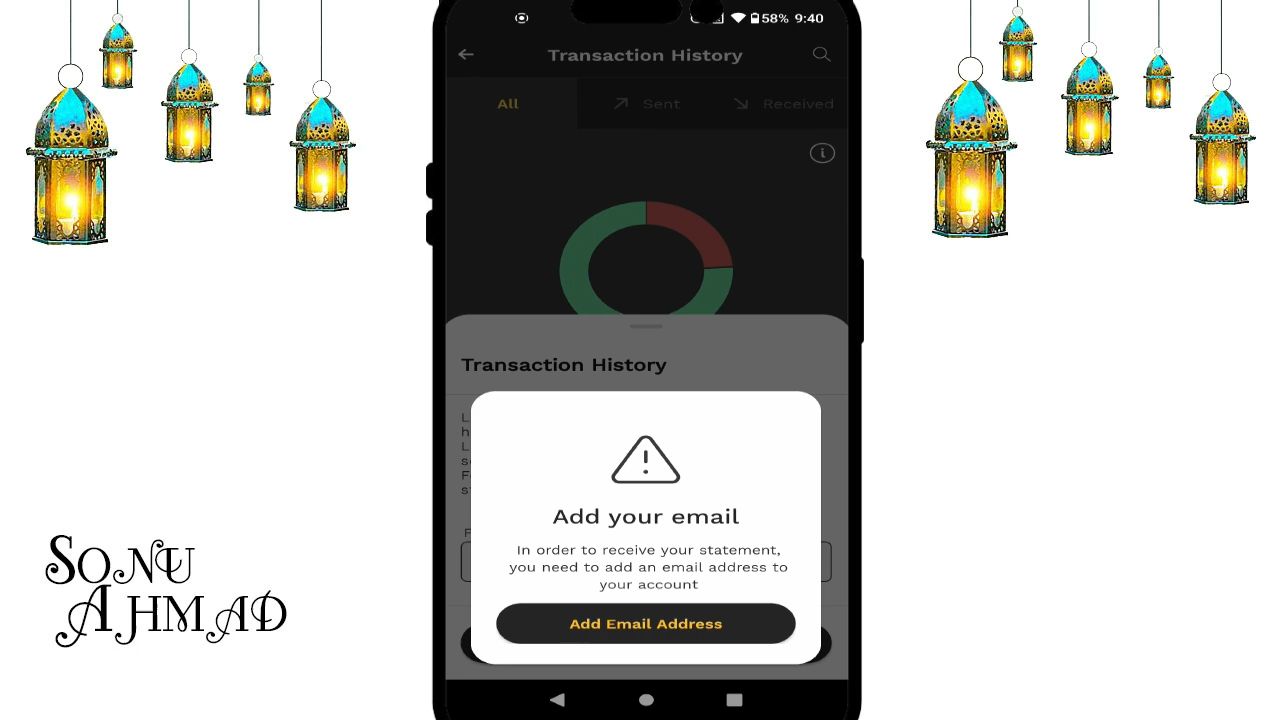 58% 9:40
Transaction History
All Sent Received
Transaction History
Add your email
In order to receive your statement,
you need to add an email address to
your account
Add Email Address
SONU
AHMAD